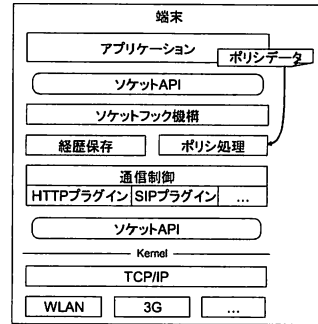 端末
アプリケーション
ポリシデータ
ソケットAPI
ソケットフック機構
経歴保存 ポリシ処理
通信制御
HTTPプラグイン SIPプラグイン ...
ソケットAPI
Kernel
TCP/IP
WLAN 3G ...